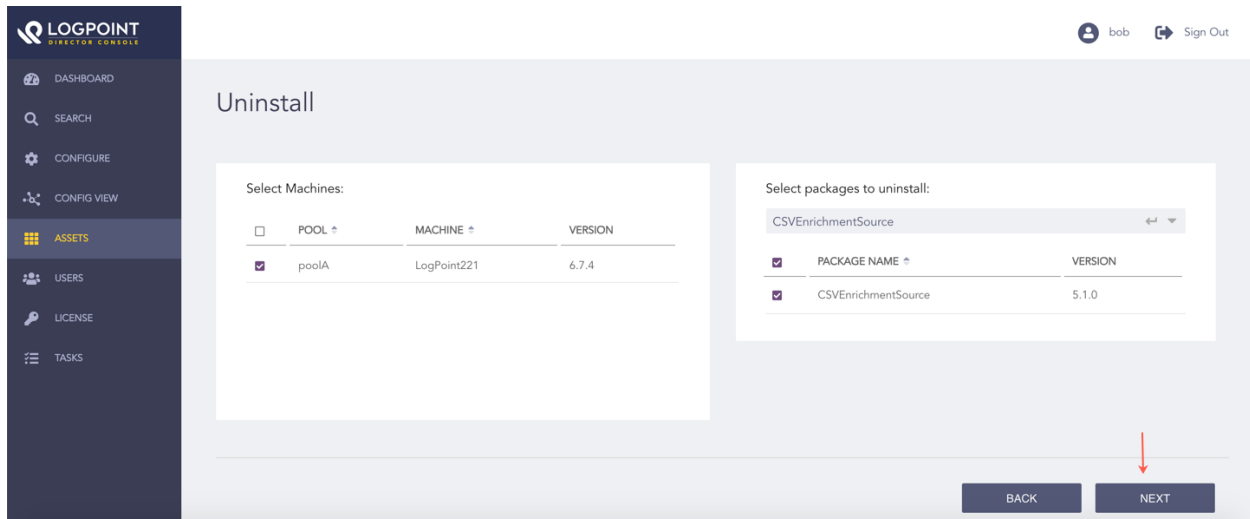 LOGPOINT
DIRECTOR CONSOLE
bob
Sign Out
DASHBOARD
SEARCH
CONFIGURE
CONFIG VIEW
ASSETS
USERS
LICENSE
TASKS
Uninstall
Select Machines:
POOL MACHINE VERSION
poolA LogPoint221 6.7.4
Select packages to uninstall:
CSVEnrichmentSource
PACKAGE NAME VERSION
CSVEnrichmentSource 5.1.0
BACK
NEXT